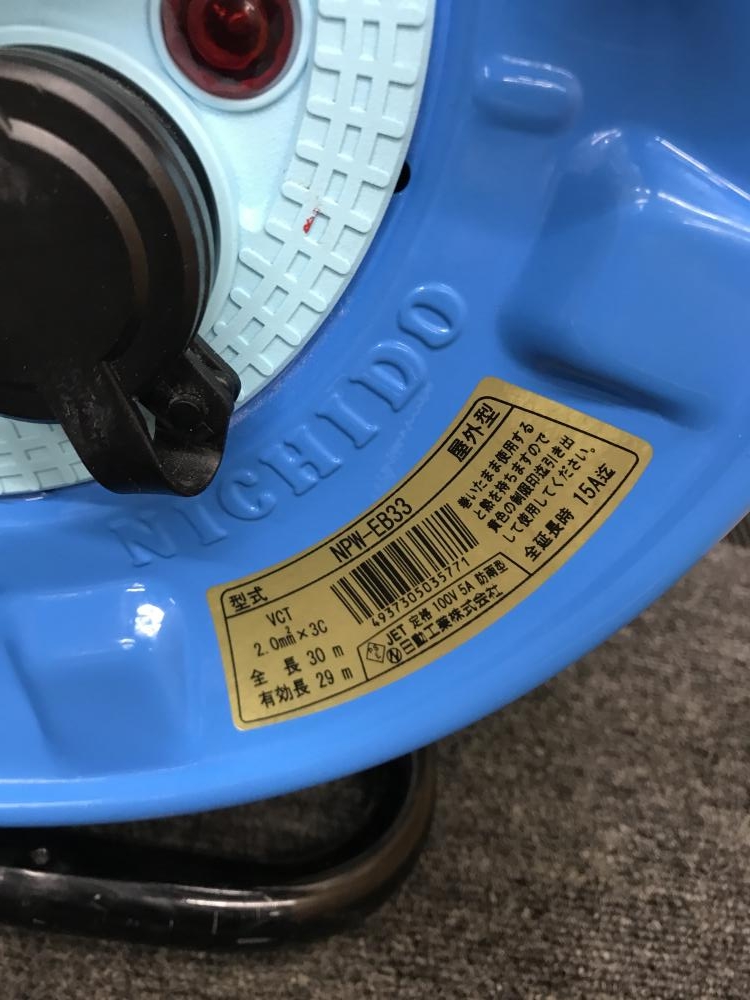 NICHIDO
型式 NPW-EB33 屋外型
VCT
2.0mm²×3C
全 長 30 m
有効長 29 m
4937305035771
JET 定格 100V 5A 防雨型
日動工業株式会社
巻いたまま使用する
と熱を持ちますので
黄色の制限印迄引き出
して使用してください。
全延長時 15A迄